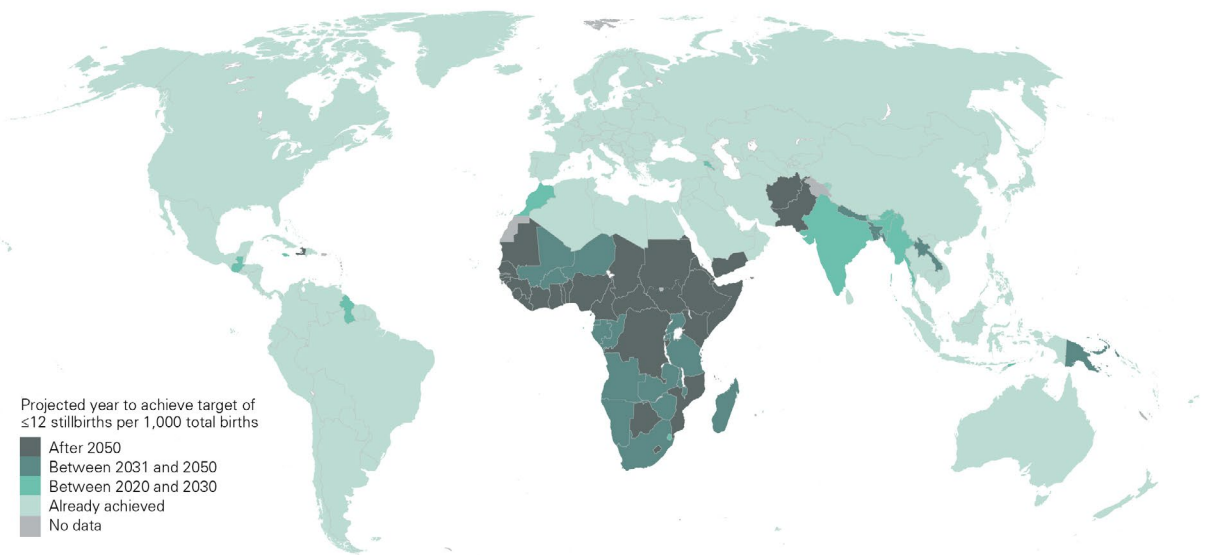 Projected year to achieve target of
≤12 stillbirths per 1,000 total births
After 2050
Between 2031 and 2050
Between 2020 and 2030
Already achieved
No data